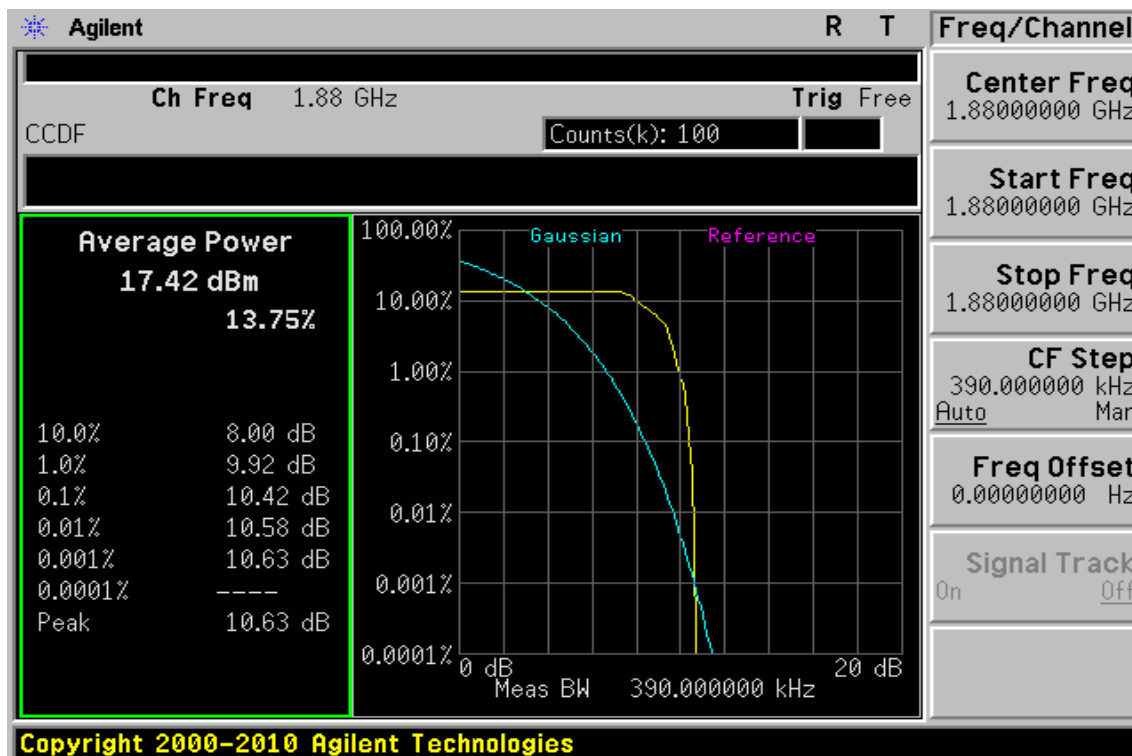 Agilent R T
Freq/Channel
Ch Freq 1.88 GHz Trig Free
CCDF Counts(k): 100
Average Power
17.42 dBm
13.75%
10.0% 8.00 dB
1.0% 9.92 dB
0.1% 10.42 dB
0.01% 10.58 dB
0.001% 10.63 dB
0.0001% ----
Peak 10.63 dB
Gaussian Reference
100.00%
10.00%
1.00%
0.10%
0.01%
0.001%
0.0001%
0 dB 20 dB
Meas BW 390.000000 kHz
Center Freq
1.88000000 GHz
Start Freq
1.88000000 GHz
Stop Freq
1.88000000 GHz
CF Step
390.000000 kHz
Auto Man
Freq Offset
0.00000000 Hz
Signal Track
On Off
Copyright 2000-2010 Agilent Technologies